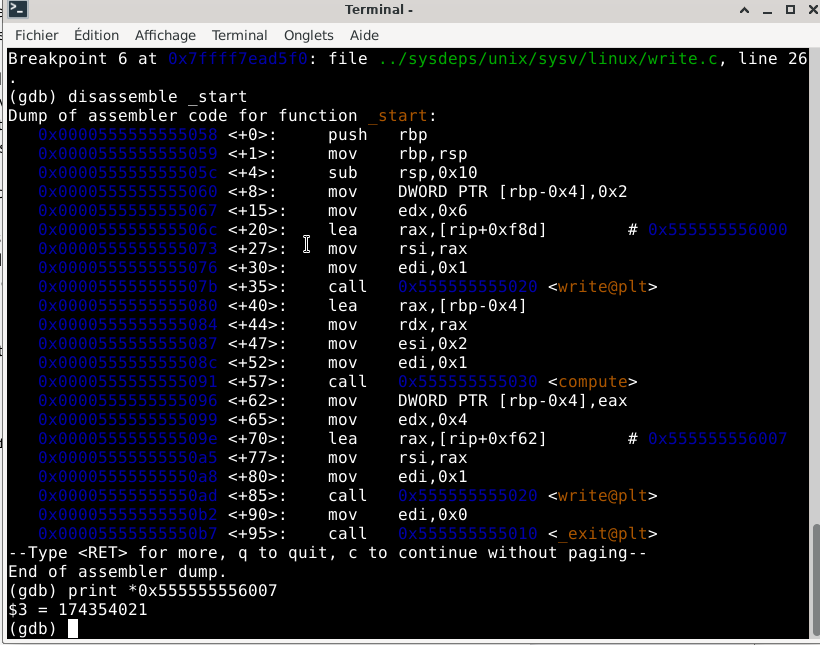 Terminal -
Fichier Édition Affichage Terminal Onglets Aide
Breakpoint 6 at 0x7ffff7ead5f0: file ../sysdeps/unix/sysv/linux/write.c, line 26
.
(gdb) disassemble _start
Dump of assembler code for function _start:
0x0000555555555058 <+0>: push rbp
0x0000555555555059 <+1>: mov rbp,rsp
0x000055555555505c <+4>: sub rsp,0x10
0x0000555555555060 <+8>: mov DWORD PTR [rbp-0x4],0x2
0x0000555555555067 <+15>: mov edx,0x6
0x000055555555506c <+20>: lea rax,[rip+0xf8d] # 0x555555556000
0x0000555555555073 <+27>: mov rsi,rax
0x0000555555555076 <+30>: mov edi,0x1
0x000055555555507b <+35>: call 0x555555555020 <write@plt>
0x0000555555555080 <+40>: lea rax,[rbp-0x4]
0x0000555555555084 <+44>: mov rdx,rax
0x0000555555555087 <+47>: mov esi,0x2
0x000055555555508c <+52>: mov edi,0x1
0x0000555555555091 <+57>: call 0x555555555030 <compute>
0x0000555555555096 <+62>: mov DWORD PTR [rbp-0x4],eax
0x0000555555555099 <+65>: mov edx,0x4
0x000055555555509e <+70>: lea rax,[rip+0xf62] # 0x555555556007
0x00005555555550a5 <+77>: mov rsi,rax
0x00005555555550a8 <+80>: mov edi,0x1
0x00005555555550ad <+85>: call 0x555555555020 <write@plt>
0x00005555555550b2 <+90>: mov edi,0x0
0x00005555555550b7 <+95>: call 0x555555555010 <_exit@plt>
--Type <RET> for more, q to quit, c to continue without paging--
End of assembler dump.
(gdb) print *0x555555556007
$3 = 174354021
(gdb)